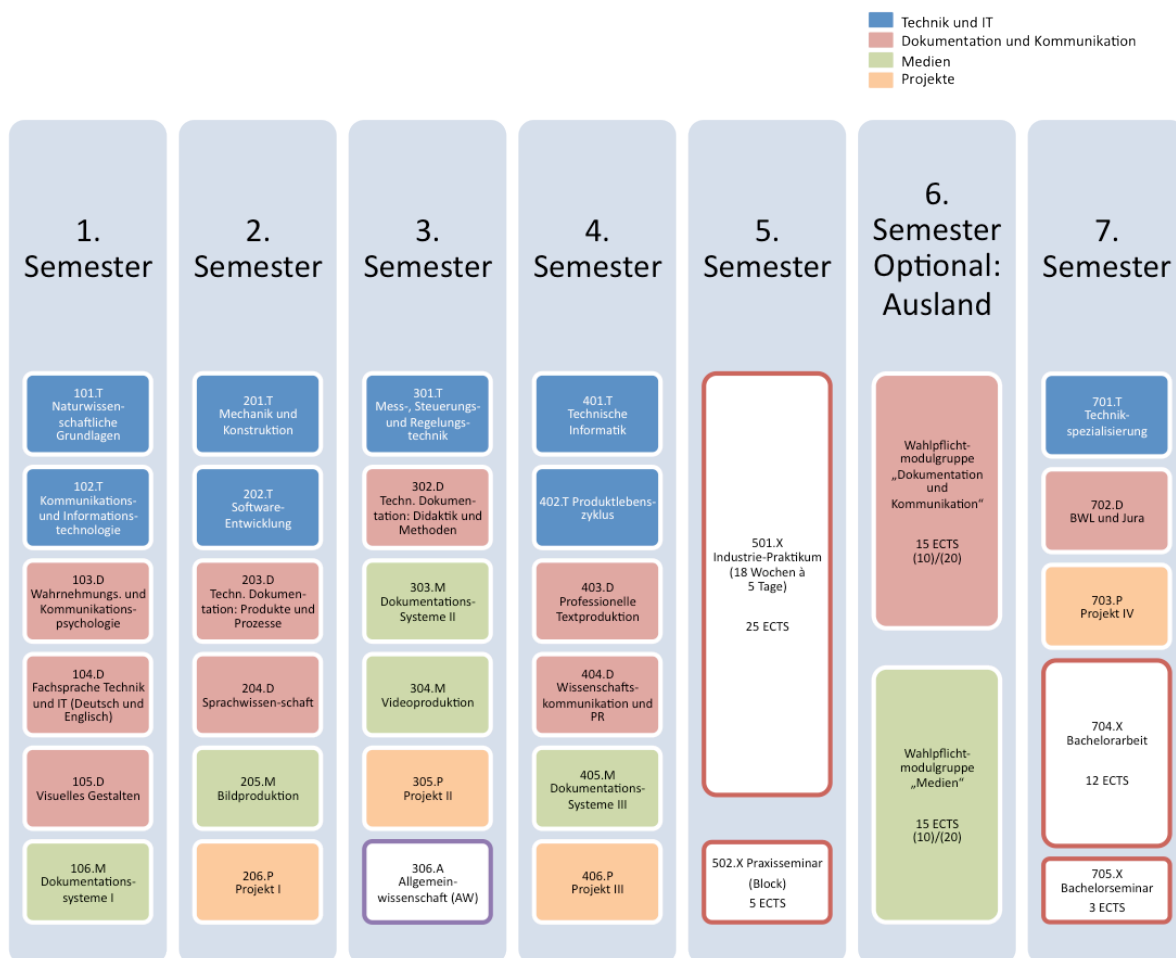 Technik und IT
Dokumentation und Kommunikation
Medien
Projekte
1.
Semester
101.T
Naturwissen-
schaftliche
Grundlagen
102.T
Kommunikations-
und Informations-
technologie
103.D
Wahrnehmungs. und
Kommunikations-
psychologie
104.D
Fachsprache Technik
und IT (Deutsch und
Englisch)
105.D
Visuelles Gestalten
106.M
Dokumentations-
systeme I
2.
Semester
201.T
Mechanik und
Konstruktion
202.T
Software-
Entwicklung
203.D
Techn. Dokumen-
tation: Produkte und
Prozesse
204.D
Sprachwissen-schaft
205.M
Bildproduktion
206.P
Projekt I
3.
Semester
301.T
Mess-, Steuerungs-
und Regelungs-
technik
302.D
Techn. Dokumen-
tation: Didaktik und
Methoden
303.M
Dokumentations-
Systeme II
304.M
Videoproduktion
305.P
Projekt II
306.A
Allgemein-
wissenschaft (AW)
4.
Semester
401.T
Technische
Informatik
402.T Produktlebens-
zyklus
403.D
Professionelle
Textproduktion
404.D
Wissenschafts-
kommunikation und
PR
405.M
Dokumentations-
Systeme III
406.P
Projekt III
5.
Semester
501.X
Industrie-Praktikum
(18 Wochen à
5 Tage)
25 ECTS
502.X Praxisseminar
(Block)
5 ECTS
6.
Semester
Optional:
Ausland
Wahlpflicht-
modulgruppe
„Dokumentation
und
Kommunikation“
15 ECTS
(10)/(20)
Wahlpflicht-
modulgruppe
„Medien“
15 ECTS
(10)/(20)
7.
Semester
701.T
Technik-
spezialisierung
702.D
BWL und Jura
703.P
Projekt IV
704.X
Bachelorarbeit
12 ECTS
705.X
Bachelorseminar
3 ECTS